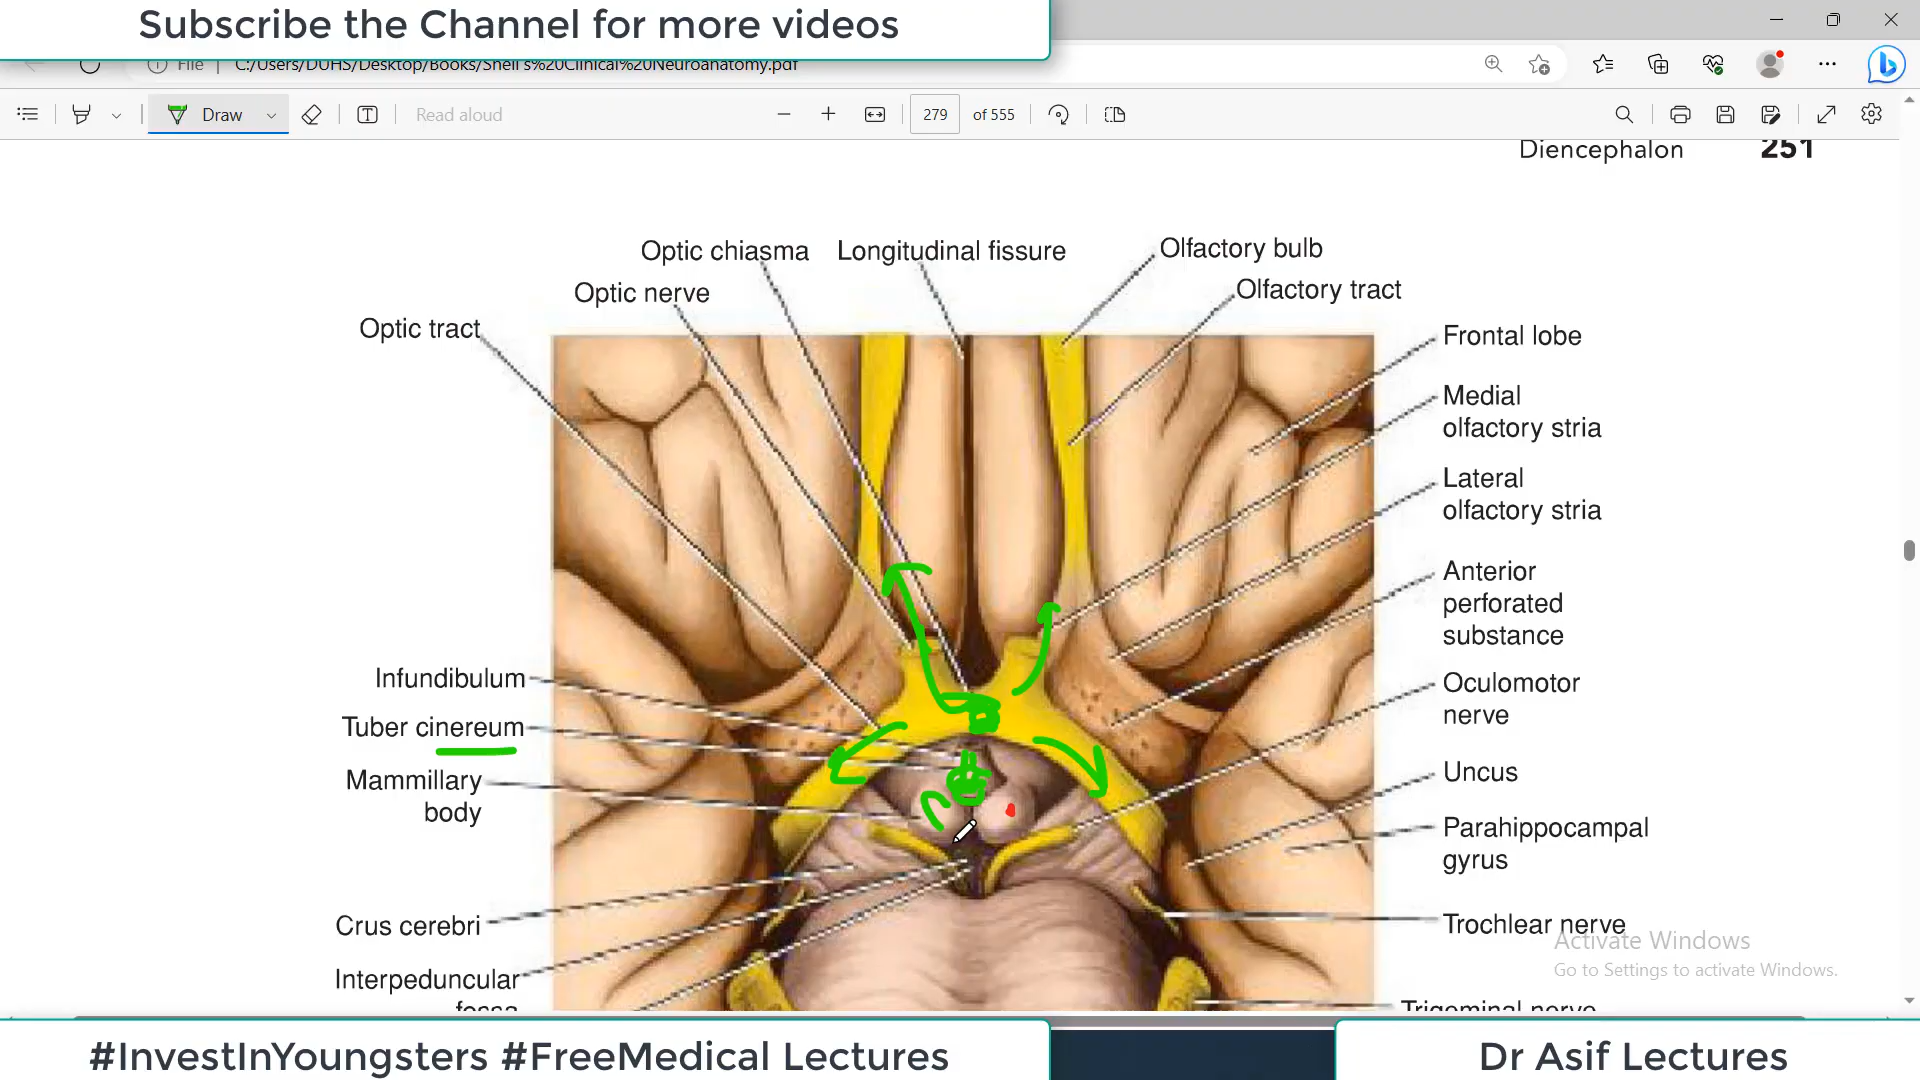 Subscribe the Channel for more videos
File
C:/Users/DUHS/Desktop/Books/Snell's%20Clinical%20Neuroanatomy.pdf
Draw
Read aloud
279
of 555
Diencephalon 251
Optic chiasma
Longitudinal fissure
Olfactory bulb
Optic nerve
Olfactory tract
Optic tract
Frontal lobe
Medial
olfactory stria
Lateral
olfactory stria
Anterior
perforated
substance
Infundibulum
Oculomotor
nerve
Tuber cinereum
Mammillary
body
Uncus
Parahippocampal
gyrus
Crus cerebri
Trochlear nerve
Activate Windows
Go to Settings to activate Windows.
Interpeduncular
fossa
Trigeminal nerve
#InvestInYoungsters #FreeMedical Lectures
Dr Asif Lectures